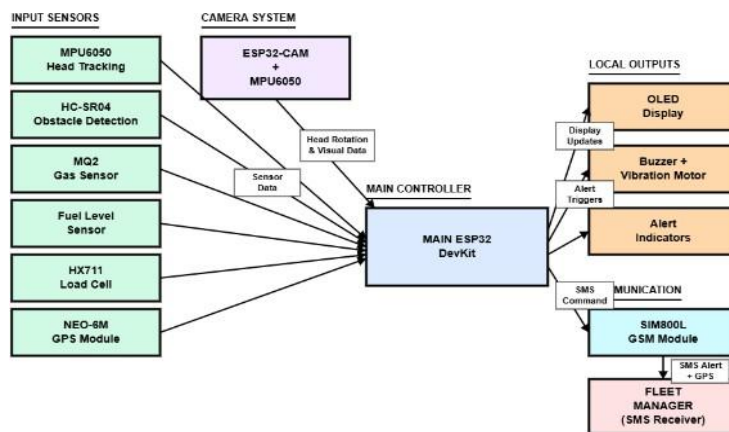 INPUT SENSORS
MPU6050
Head Tracking
HC-SR04
Obstacle Detection
MQ2
Gas Sensor
Fuel Level
Sensor
HX711
Load Cell
NEO-6M
GPS Module
CAMERA SYSTEM
ESP32-CAM
+
MPU6050
Head Rotation
& Visual Data
Sensor
Data
MAIN CONTROLLER
MAIN ESP32
DevKit
LOCAL OUTPUTS
OLED
Display
Display
Updates
Buzzer +
Vibration Motor
Alert
Triggers
Alert
Indicators
SMS
Command
MUNICATION
SIM800L
GSM Module
SMS Alert
+ GPS
FLEET
MANAGER
(SMS Receiver)